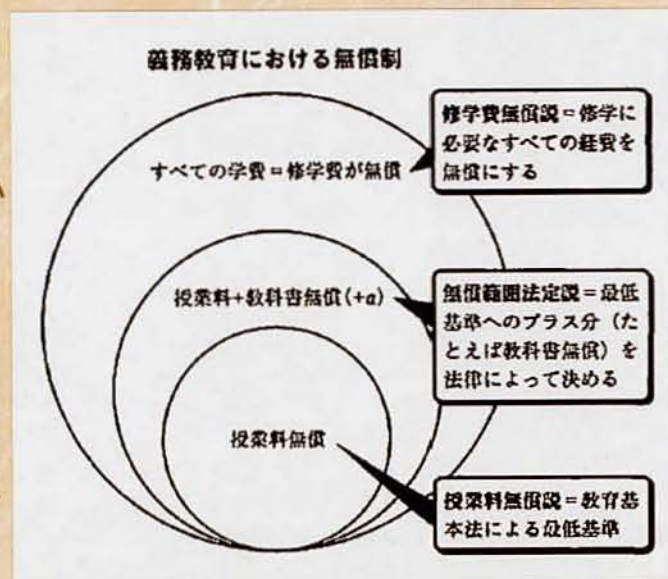 義務教育における無償制
修学費無償説=修学に
必要なすべての経費を
無償にする
すべての学費=修学費が無償
無償範囲法定説=最低
基準へのプラス分(た
とえば教科書無償)を
法律によって決める
授業料+教科書無償(+α)
授業料無償
授業料無償説=教育基
本法による最低基準